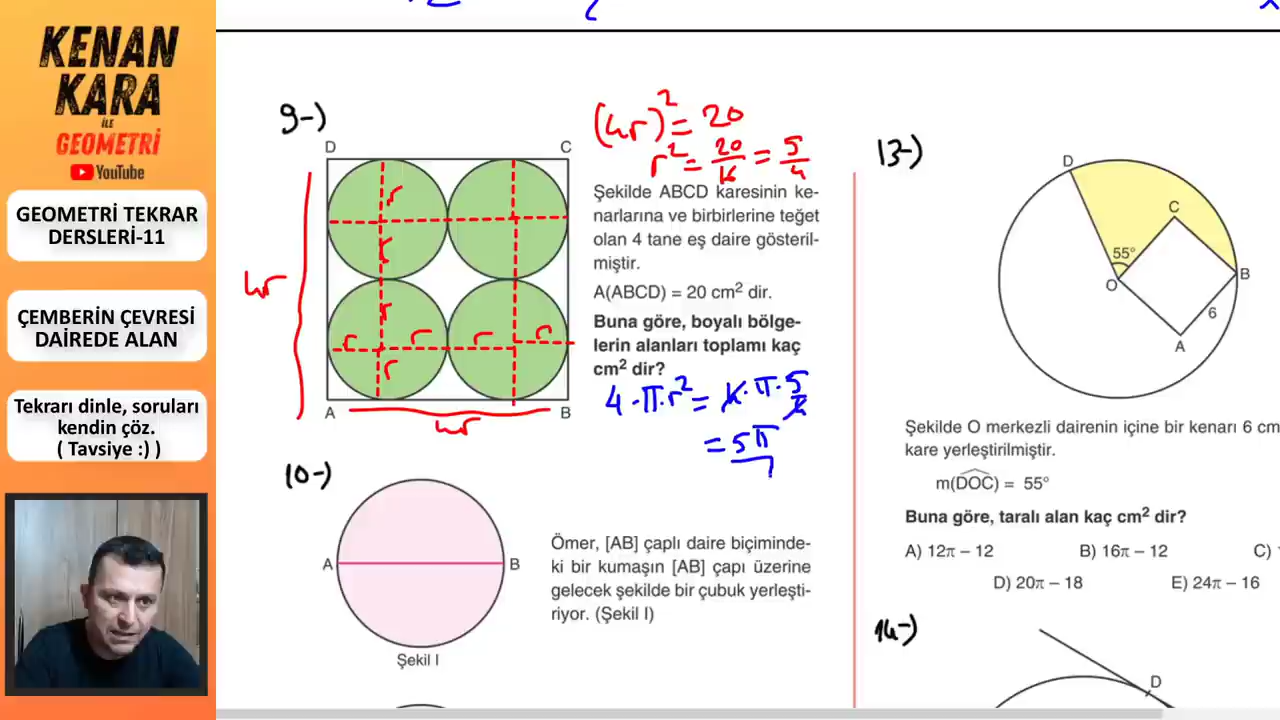 KENAN
KARA
İLE
GEOMETRİ
YouTube
GEOMETRİ TEKRAR
DERSLERİ-11
ÇEMBERİN ÇEVRESİ
DAİREDE ALAN
Tekrarı dinle, soruları
kendin çöz.
( Tavsiye :) )
9-)
D
C
A
B
4r
4r
r
r
r
r
r
r
r
r
(4r)² = 20
r² = 20/16 = 5/4
Şekilde ABCD karesinin ke-
narlarına ve birbirlerine teğet
olan 4 tane eş daire gösteril-
miştir.
A(ABCD) = 20 cm² dir.
Buna göre, boyalı bölge-
lerin alanları toplamı kaç
cm² dir?
4·π·r² = 4·π·5/4
= 5π
10-)
A
B
Şekil I
Ömer, [AB] çaplı daire biçiminde-
ki bir kumaşın [AB] çapı üzerine
gelecek şekilde bir çubuk yerleşti-
riyor. (Şekil I)
13-)
D
C
55°
O
B
6
A
Şekilde O merkezli dairenin içine bir kenarı 6 cm
kare yerleştirilmiştir.
m(DOC) = 55°
Buna göre, taralı alan kaç cm² dir?
A) 12π – 12
B) 16π – 12
C)
D) 20π – 18
E) 24π – 16
14-)
D